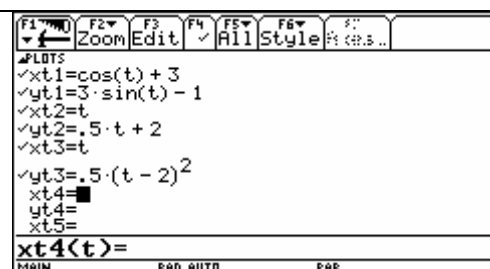 F1 F2 F3 F4 F5 F6
Zoom Edit ✓ All Style
PLOTS
✓xt1=cos(t)+3
✓yt1=3·sin(t)-1
✓xt2=t
✓yt2=.5·t+2
✓xt3=t
✓yt3=.5·(t-2)²
xt4=
yt4=
xt5=
xt4(t)=
MAIN RAD AUTO PAR